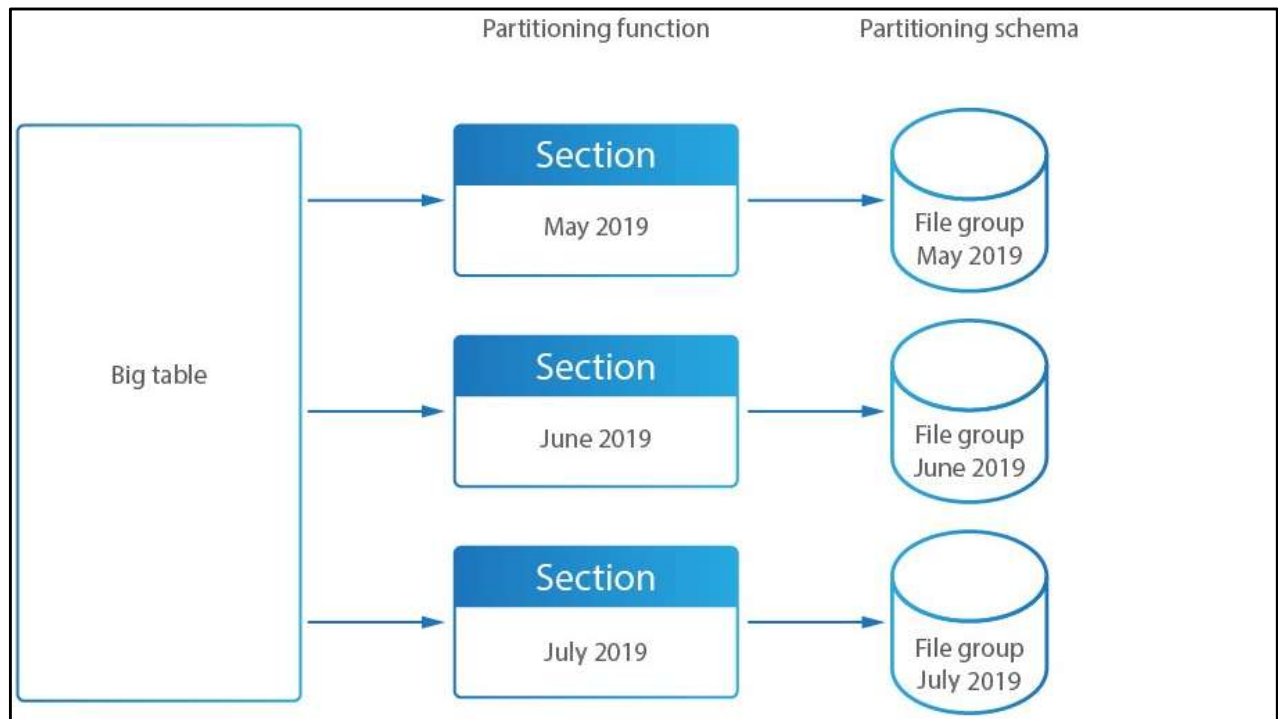 Partitioning function
Partitioning schema
Big table
Section
May 2019
File group
May 2019
Section
June 2019
File group
June 2019
Section
July 2019
File group
July 2019